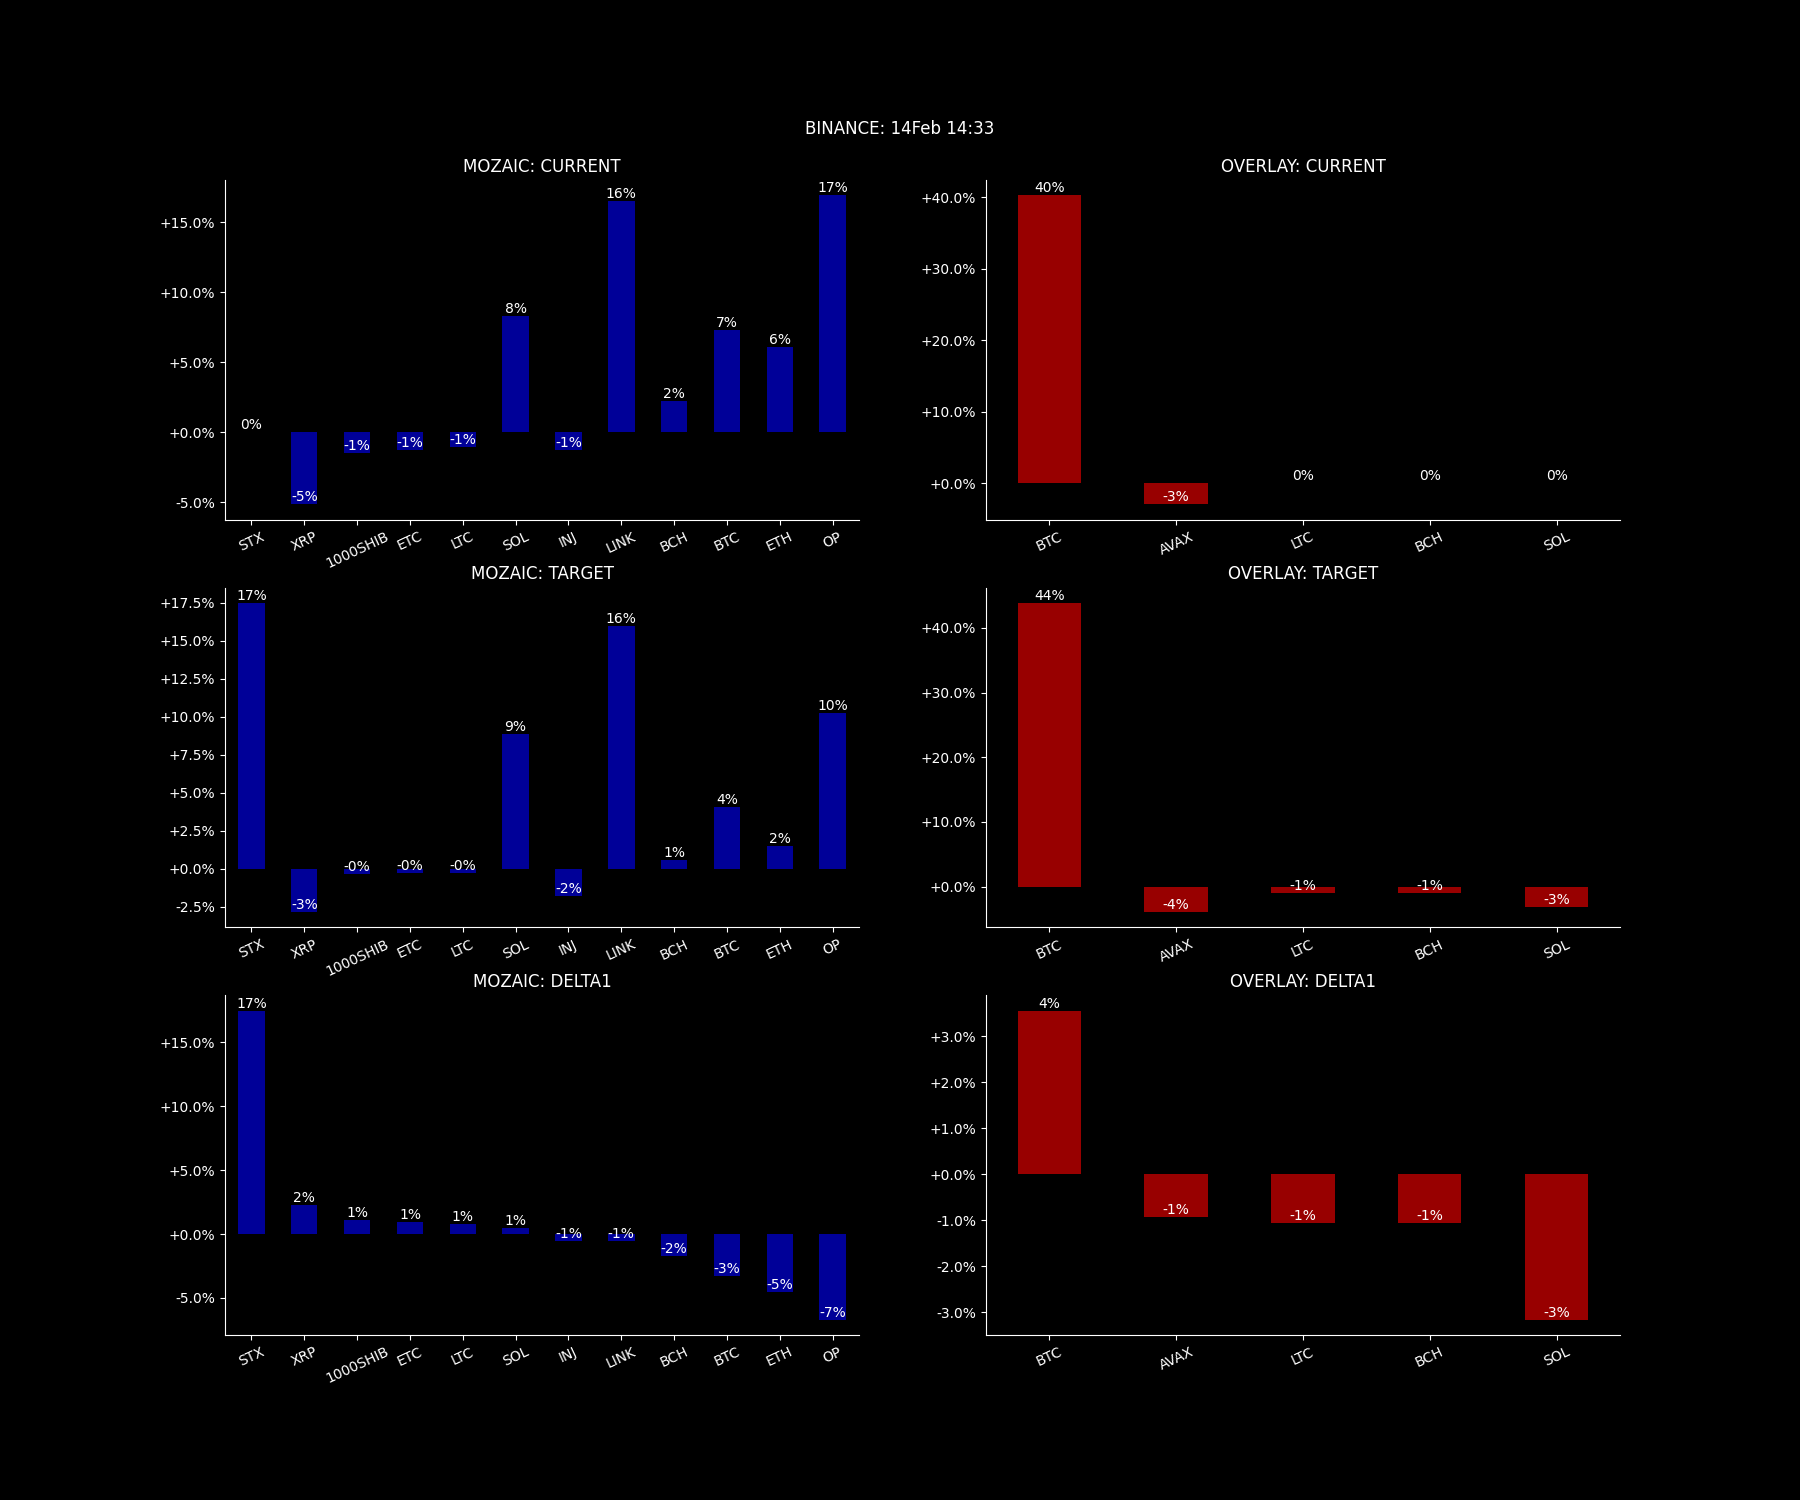 BINANCE: 14Feb 14:33
MOZAIC: CURRENT
+15.0%
+10.0%
+5.0%
+0.0%
-5.0%
0%
-5%
-1%
-1%
-1%
8%
-1%
16%
2%
7%
6%
17%
STX
XRP
1000SHIB
ETC
LTC
SOL
INJ
LINK
BCH
BTC
ETH
OP
OVERLAY: CURRENT
+40.0%
+30.0%
+20.0%
+10.0%
+0.0%
40%
-3%
0%
0%
0%
BTC
AVAX
LTC
BCH
SOL
MOZAIC: TARGET
+17.5%
+15.0%
+12.5%
+10.0%
+7.5%
+5.0%
+2.5%
+0.0%
-2.5%
17%
-3%
-0%
-0%
-0%
9%
-2%
16%
1%
4%
2%
10%
STX
XRP
1000SHIB
ETC
LTC
SOL
INJ
LINK
BCH
BTC
ETH
OP
OVERLAY: TARGET
+40.0%
+30.0%
+20.0%
+10.0%
+0.0%
44%
-4%
-1%
-1%
-3%
BTC
AVAX
LTC
BCH
SOL
MOZAIC: DELTA1
+15.0%
+10.0%
+5.0%
+0.0%
-5.0%
17%
2%
1%
1%
1%
1%
-1%
-1%
-2%
-3%
-5%
-7%
STX
XRP
1000SHIB
ETC
LTC
SOL
INJ
LINK
BCH
BTC
ETH
OP
OVERLAY: DELTA1
+3.0%
+2.0%
+1.0%
+0.0%
-1.0%
-2.0%
-3.0%
4%
-1%
-1%
-1%
-3%
BTC
AVAX
LTC
BCH
SOL